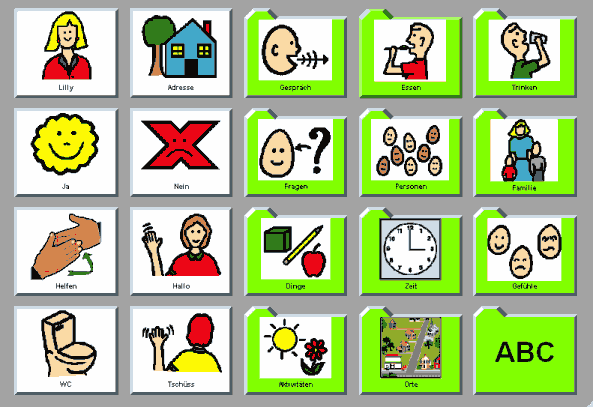 Lilly
Adresse
Gespräch
Essen
Trinken
Ja
Nein
Fragen
?
Personen
Familie
Helfen
Hallo
Dinge
Zeit
Gefühle
WC
Tschüss
Aktivitäten
Orte
ABC